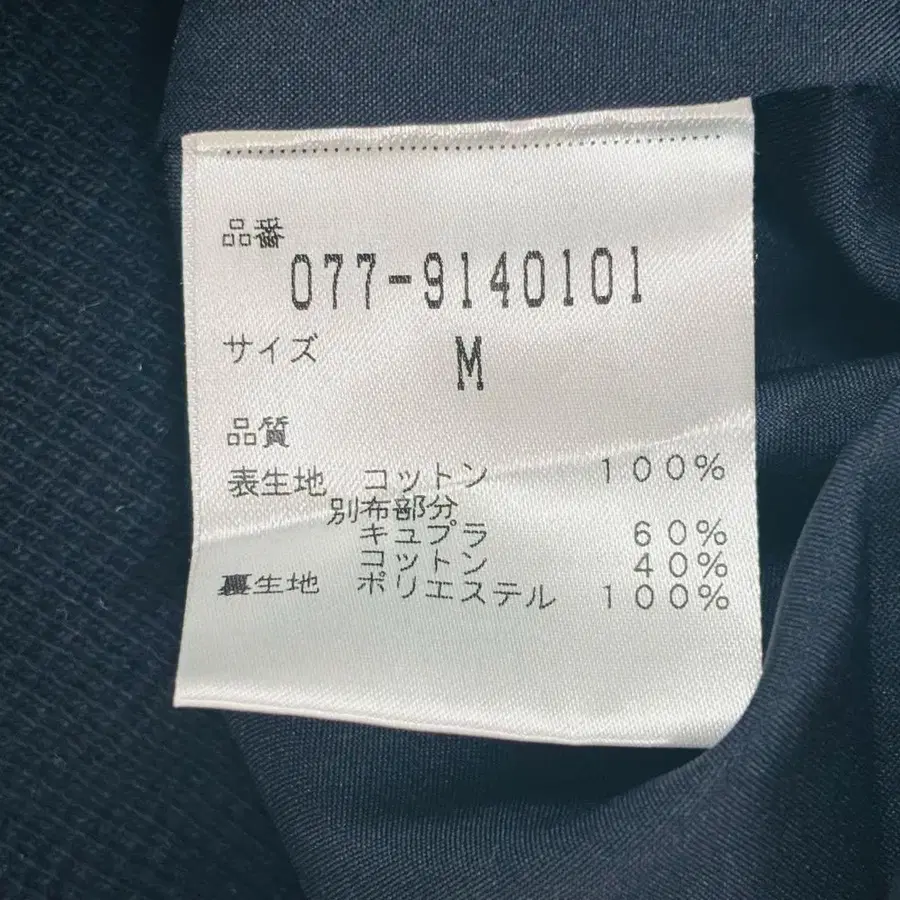 品番
077-9140101
サイズ M
品質
表生地 コットン 100%
別布部分
キュプラ 60%
コットン 40%
裏生地 ポリエステル 100%